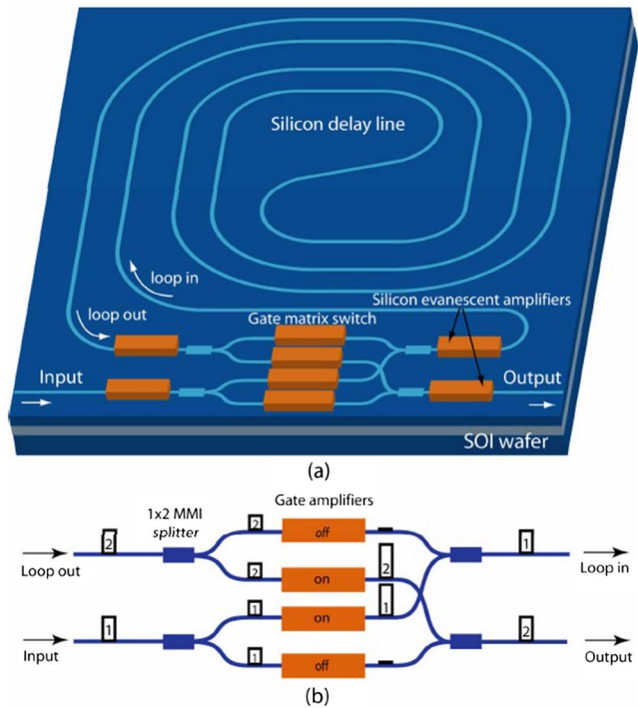 Silicon delay line
loop in
Silicon evanescent amplifiers
loop out
Gate matrix switch
Input
Output
SOI wafer
(a)
Gate amplifiers
1x2 MMI
splitter
2
2
off
1
Loop out
2
on
2
Loop in
1
1
on
1
2
Input
1
off
Output
(b)